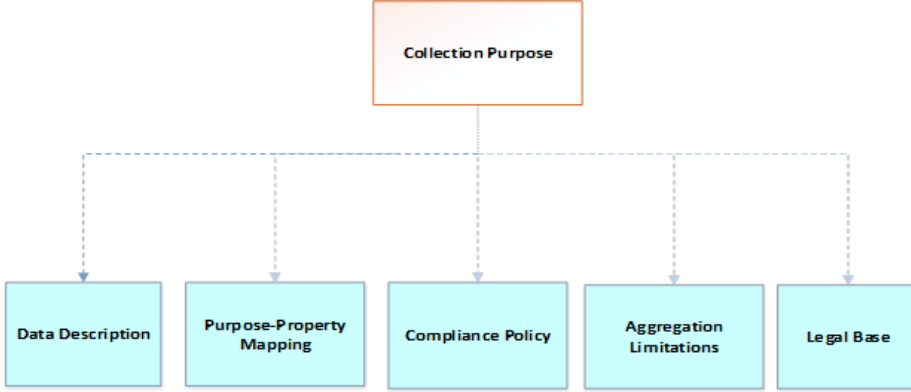 Collection Purpose
Data Description
Purpose-Property
Mapping
Compliance Policy
Aggregation
Limitations
Legal Base